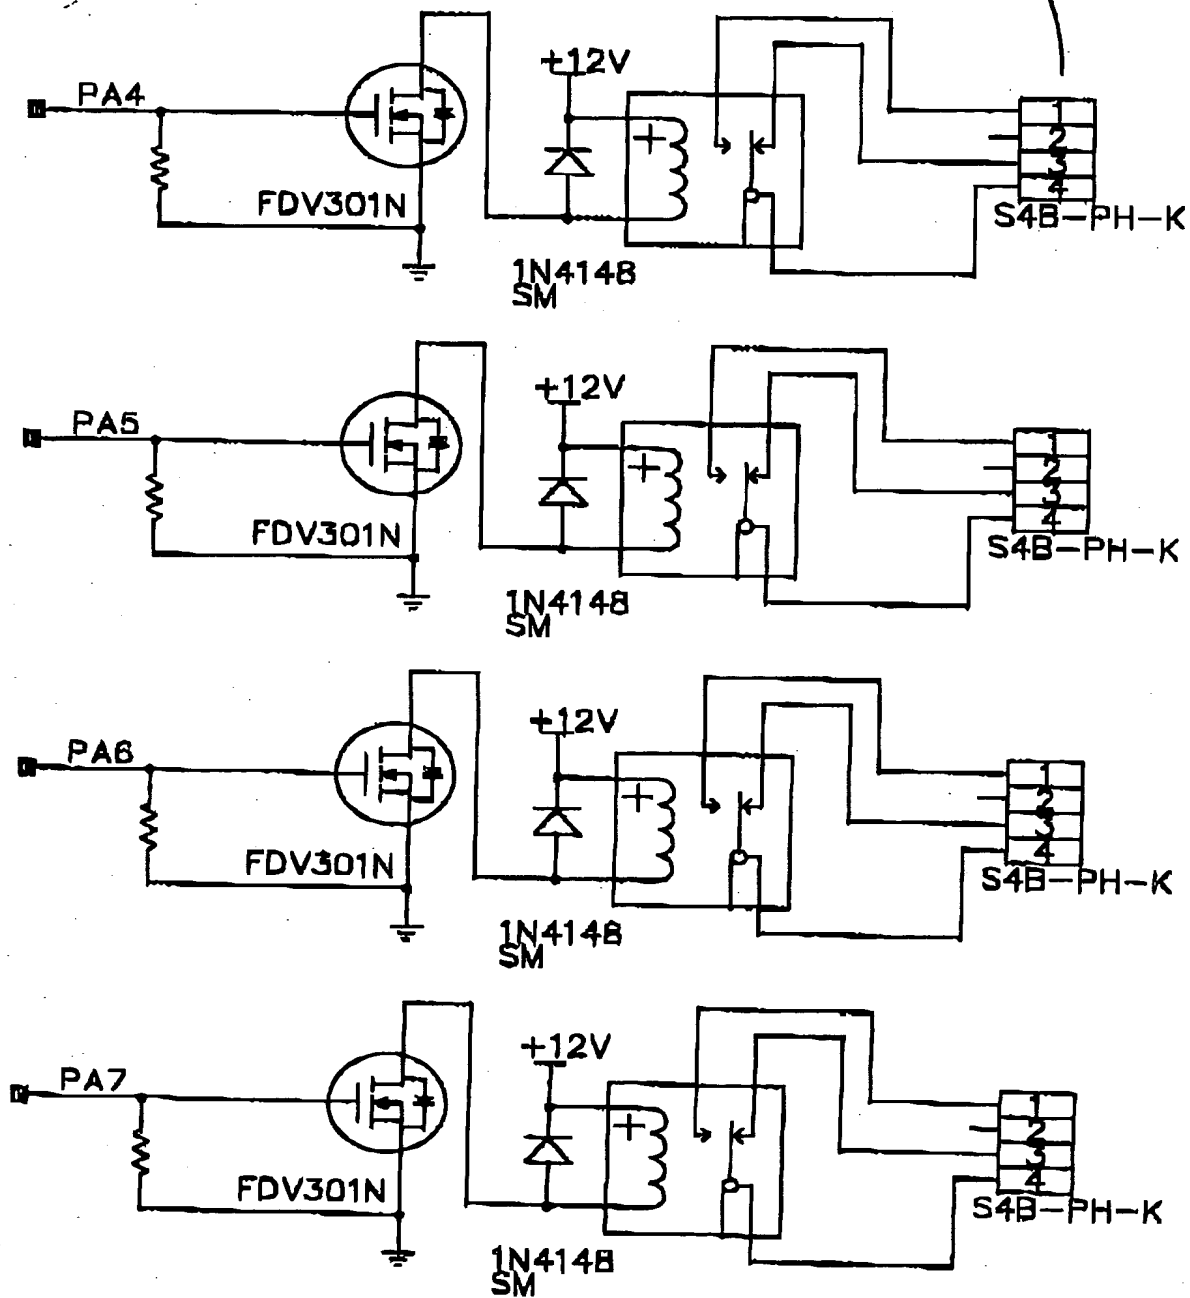 +12V
PA4
1
2
3
4
FDV301N
+
S4B-PH-K
1N4148
SM
+12V
PA5
1
2
3
4
FDV301N
+
S4B-PH-K
1N4148
SM
+12V
PA6
1
2
3
4
FDV301N
+
S4B-PH-K
1N4148
SM
+12V
PA7
1
2
3
4
FDV301N
+
S4B-PH-K
1N4148
SM